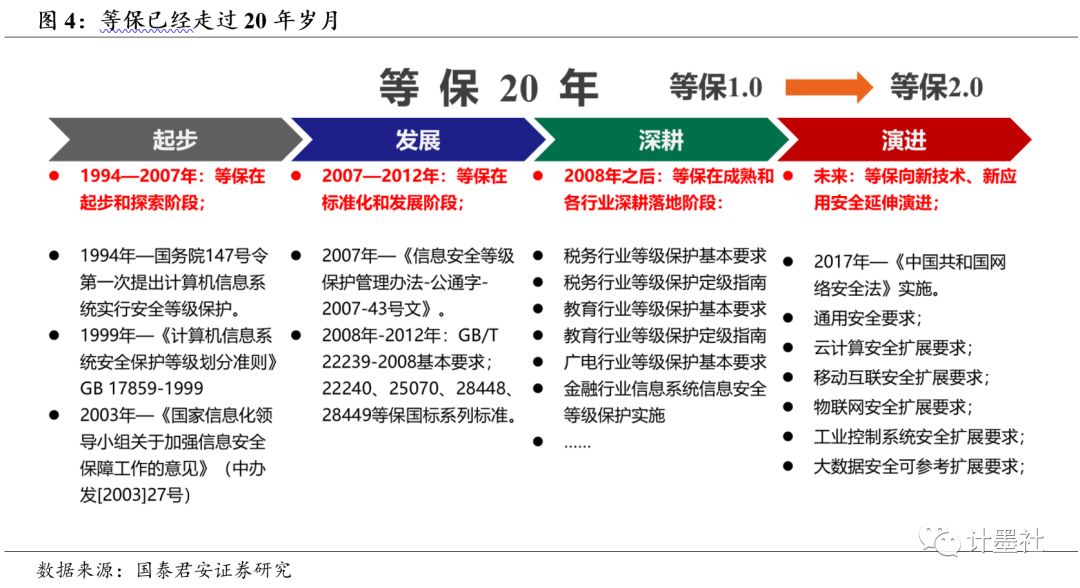 图 4：等保已经走过 20 年岁月
等 保 20 年
等保1.0
等保2.0
起步
发展
深耕
演进
1994—2007年：等保在
起步和探索阶段；
1994年—国务院147号令
第一次提出计算机信息系
统实行安全等级保护。
1999年—《计算机信息系
统安全保护等级划分准则》
GB 17859-1999
2003年—《国家信息化领
导小组关于加强信息安全
保障工作的意见》（中办
发[2003]27号）
2007—2012年：等保在
标准化和发展阶段；
2007年—《信息安全等级
保护管理办法-公通字-
2007-43号文》。
2008年-2012年：GB/T
22239-2008基本要求；
22240、25070、28448、
28449等保国标系列标准。
2008年之后：等保在成熟和
各行业深耕落地阶段：
税务行业等级保护基本要求
税务行业等级保护定级指南
教育行业等级保护基本要求
教育行业等级保护定级指南
广电行业等级保护基本要求
金融行业信息系统信息安全
等级保护实施
......
未来：等保向新技术、新应
用安全延伸演进；
2017年—《中国共和国网
络安全法》实施。
通用安全要求；
云计算安全扩展要求；
移动互联安全扩展要求；
物联网安全扩展要求；
工业控制系统安全扩展要求；
大数据安全可参考扩展要求；
计墨社
数据来源：国泰君安证券研究